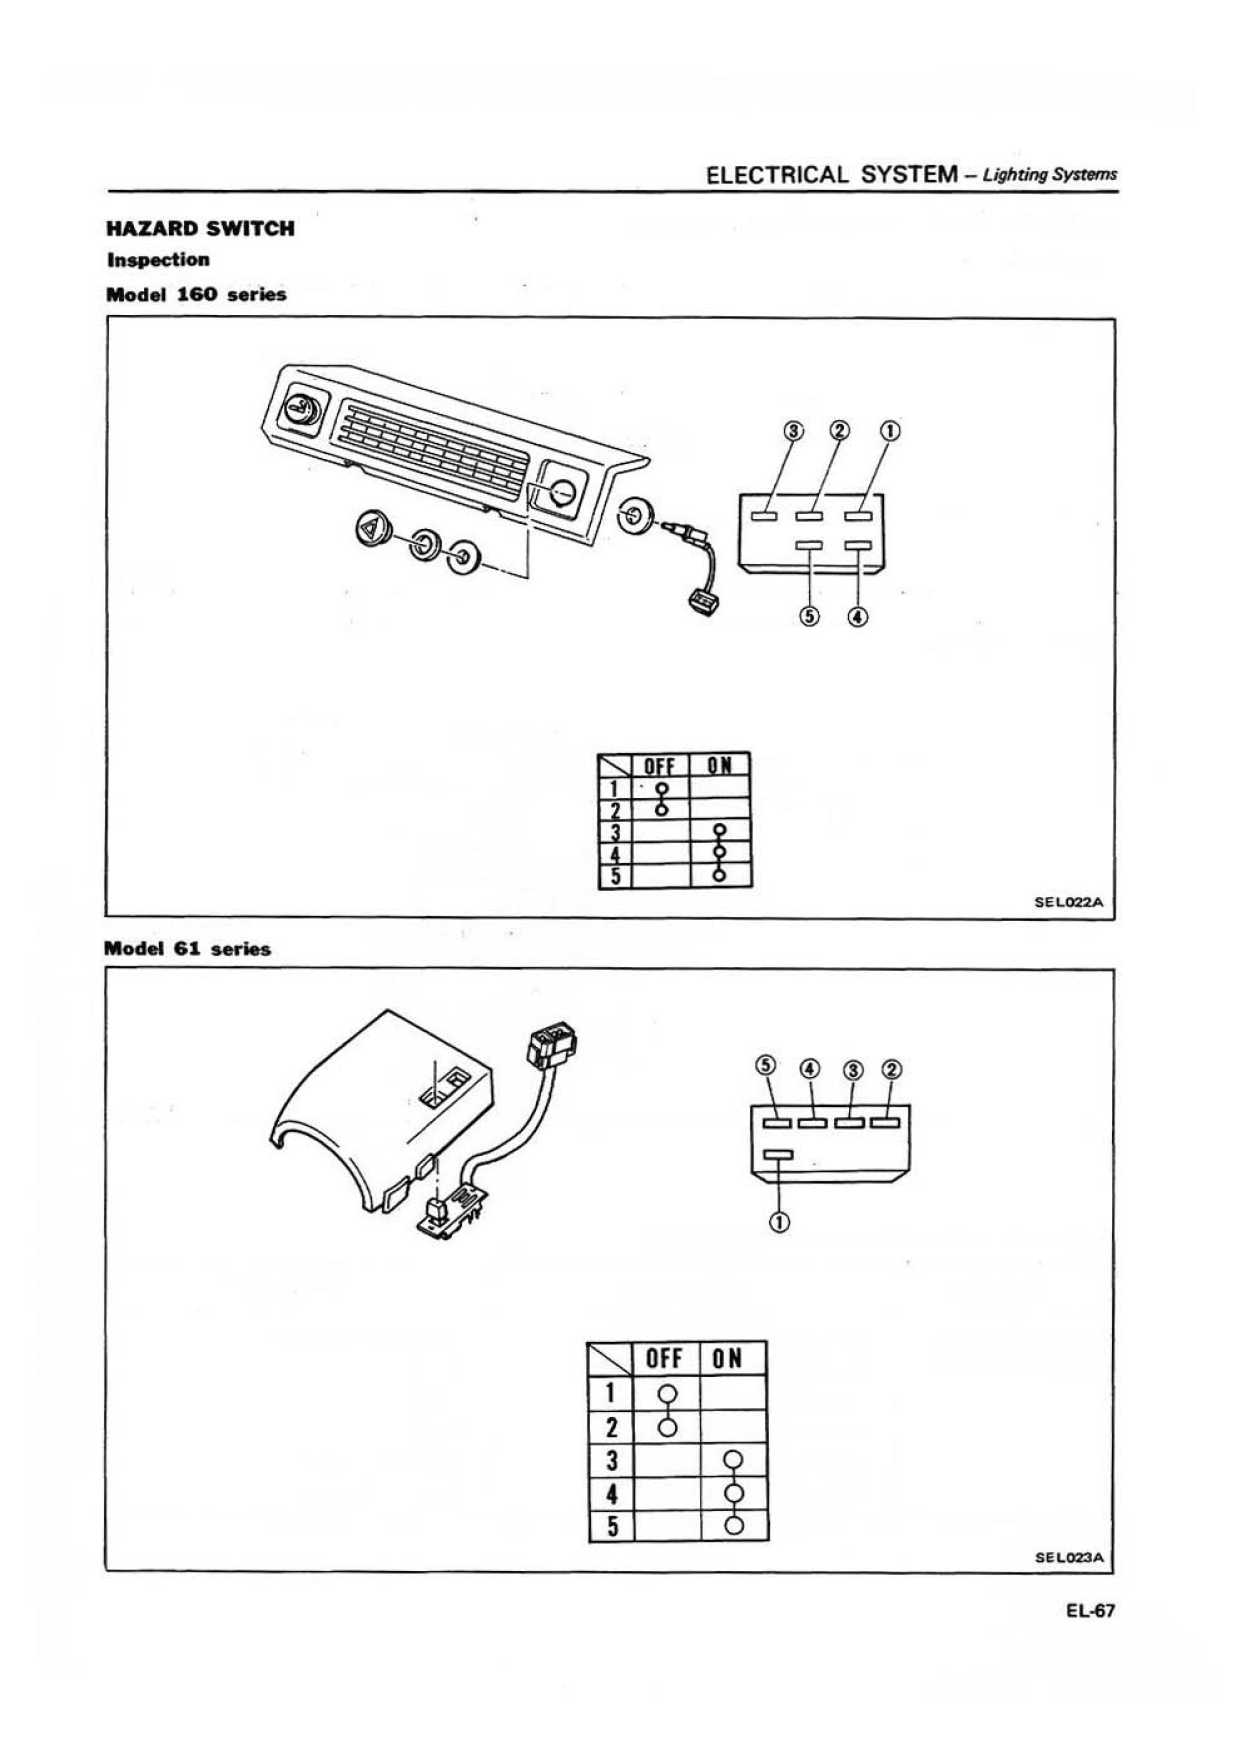 ELECTRICAL SYSTEM – Lighting Systems
HAZARD SWITCH
Inspection
Model 160 series
③ ② ①
⑤ ④
OFF ON
1
2
3
4
5
SEL022A
Model 61 series
⑤ ④ ③ ②
①
OFF ON
1
2
3
4
5
SEL023A
EL-67